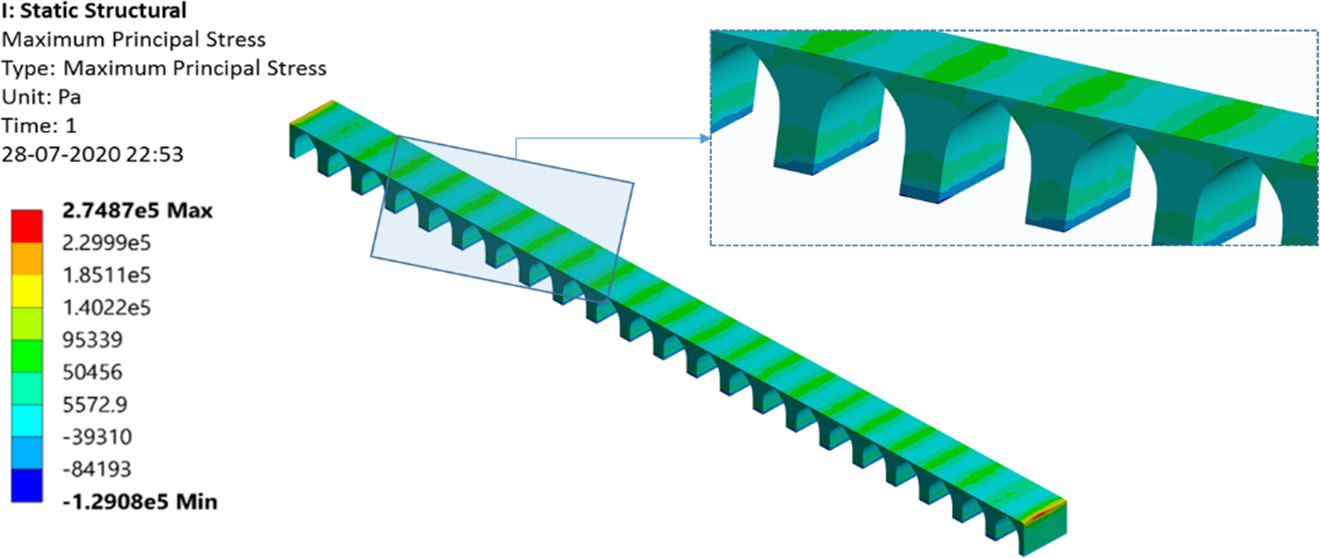 I: Static Structural
Maximum Principal Stress
Type: Maximum Principal Stress
Unit: Pa
Time: 1
28-07-2020 22:53
2.7487e5 Max
2.2999e5
1.8511e5
1.4022e5
95339
50456
5572.9
-39310
-84193
-1.2908e5 Min